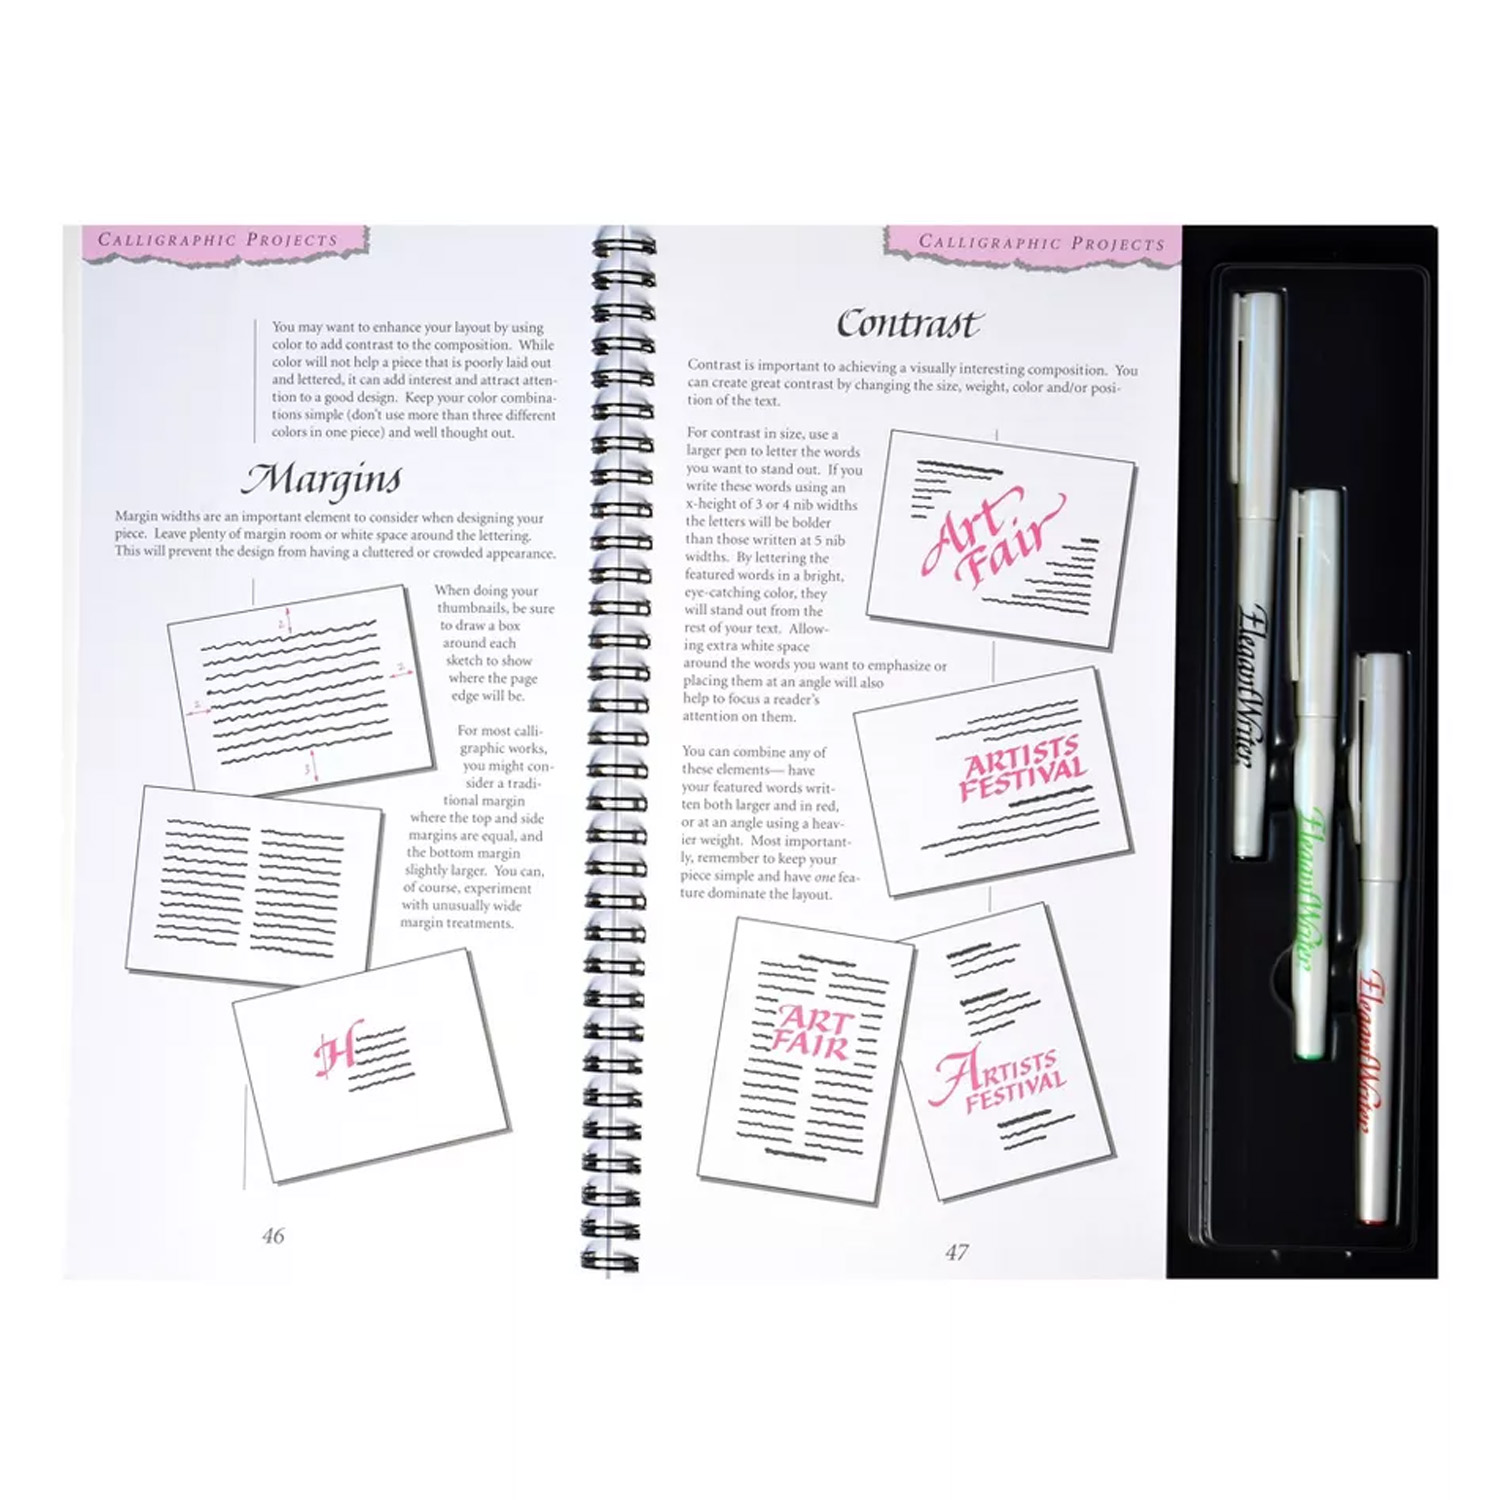 CALLIGRAPHIC PROJECTS
You may want to enhance your layout by using
color to add contrast to the composition. While
color will not help a piece that is poorly laid out
and lettered, it can add interest and attract atten-
tion to a good design. Keep your color combina-
tions simple (don't use more than three different
colors in one piece) and well thought out.
Margins
Margin widths are an important element to consider when designing your
piece. Leave plenty of margin room or white space around the lettering.
This will prevent the design from having a cluttered or crowded appearance.
When doing your
thumbnails, be sure
to draw a box
around each
sketch to show
where the page
edge will be.
For most calli-
graphic works,
you might con-
sider a tradi-
tional margin
where the top and side
margins are equal, and
the bottom margin
slightly larger. You can,
of course, experiment
with unusually wide
margin treatments.
2
2
2
3
H
46
CALLIGRAPHIC PROJECTS
Contrast
Contrast is important to achieving a visually interesting composition. You
can create great contrast by changing the size, weight, color and/or posi-
tion of the text.
For contrast in size, use a
larger pen to letter the words
you want to stand out. If you
write these words using an
x-height of 3 or 4 nib widths
the letters will be bolder
than those written at 5 nib
widths. By lettering the
featured words in a bright,
eye-catching color, they
will stand out from the
rest of your text. Allow-
ing extra white space
around the words you want to emphasize or
placing them at an angle will also
help to focus a reader's
attention on them.
You can combine any of
these elements— have
your featured words writ-
ten both larger and in red,
or at an angle using a heav-
ier weight. Most important-
ly, remember to keep your
piece simple and have one fea-
ture dominate the layout.
Art
Fair
ARTISTS
FESTIVAL
ART
FAIR
ARTISTS
FESTIVAL
47
Elegant Writer
Elegant Writer
Elegant Writer